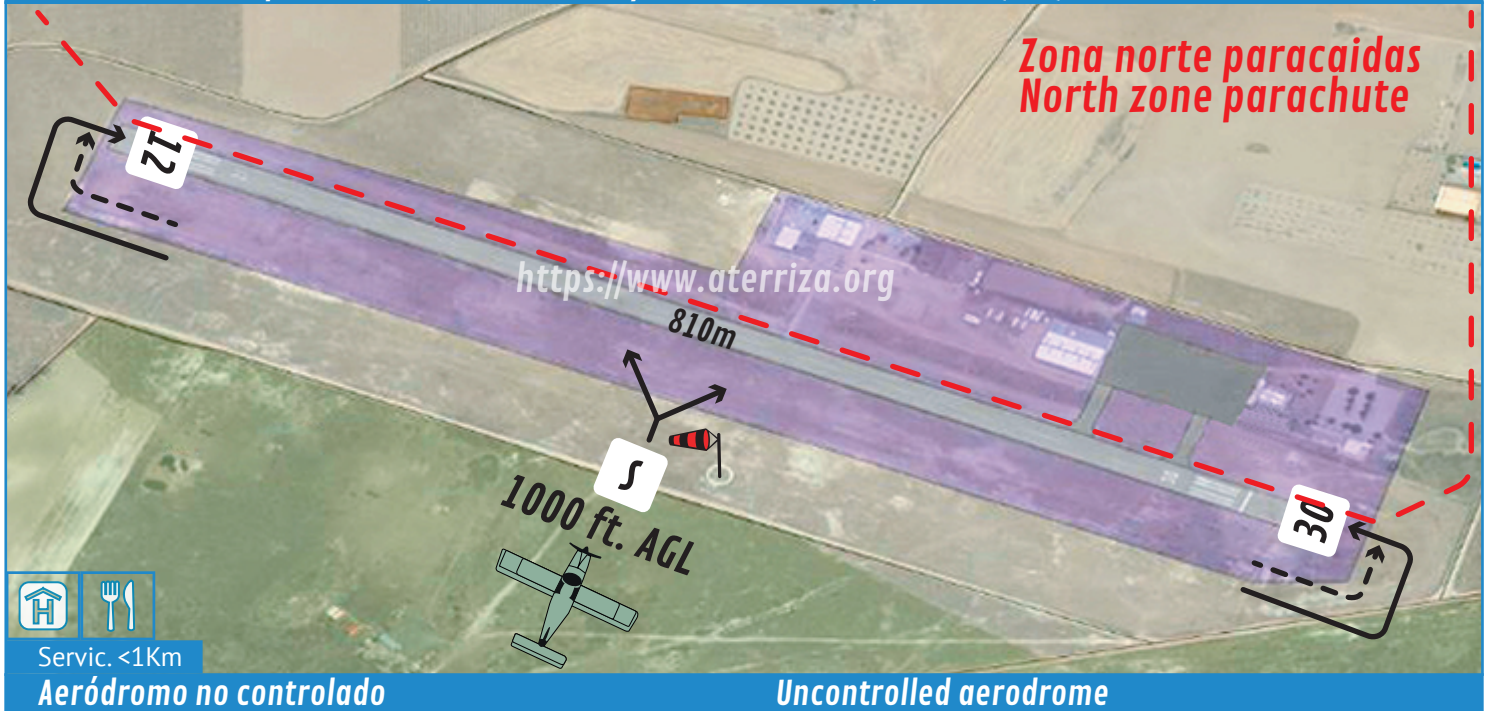 Zona norte paracaidas
North zone parachute
12
https://www.aterriza.org
810m
S
1000 ft. AGL
30
H
Servic. <1Km
Aeródromo no controlado
Uncontrolled aerodrome